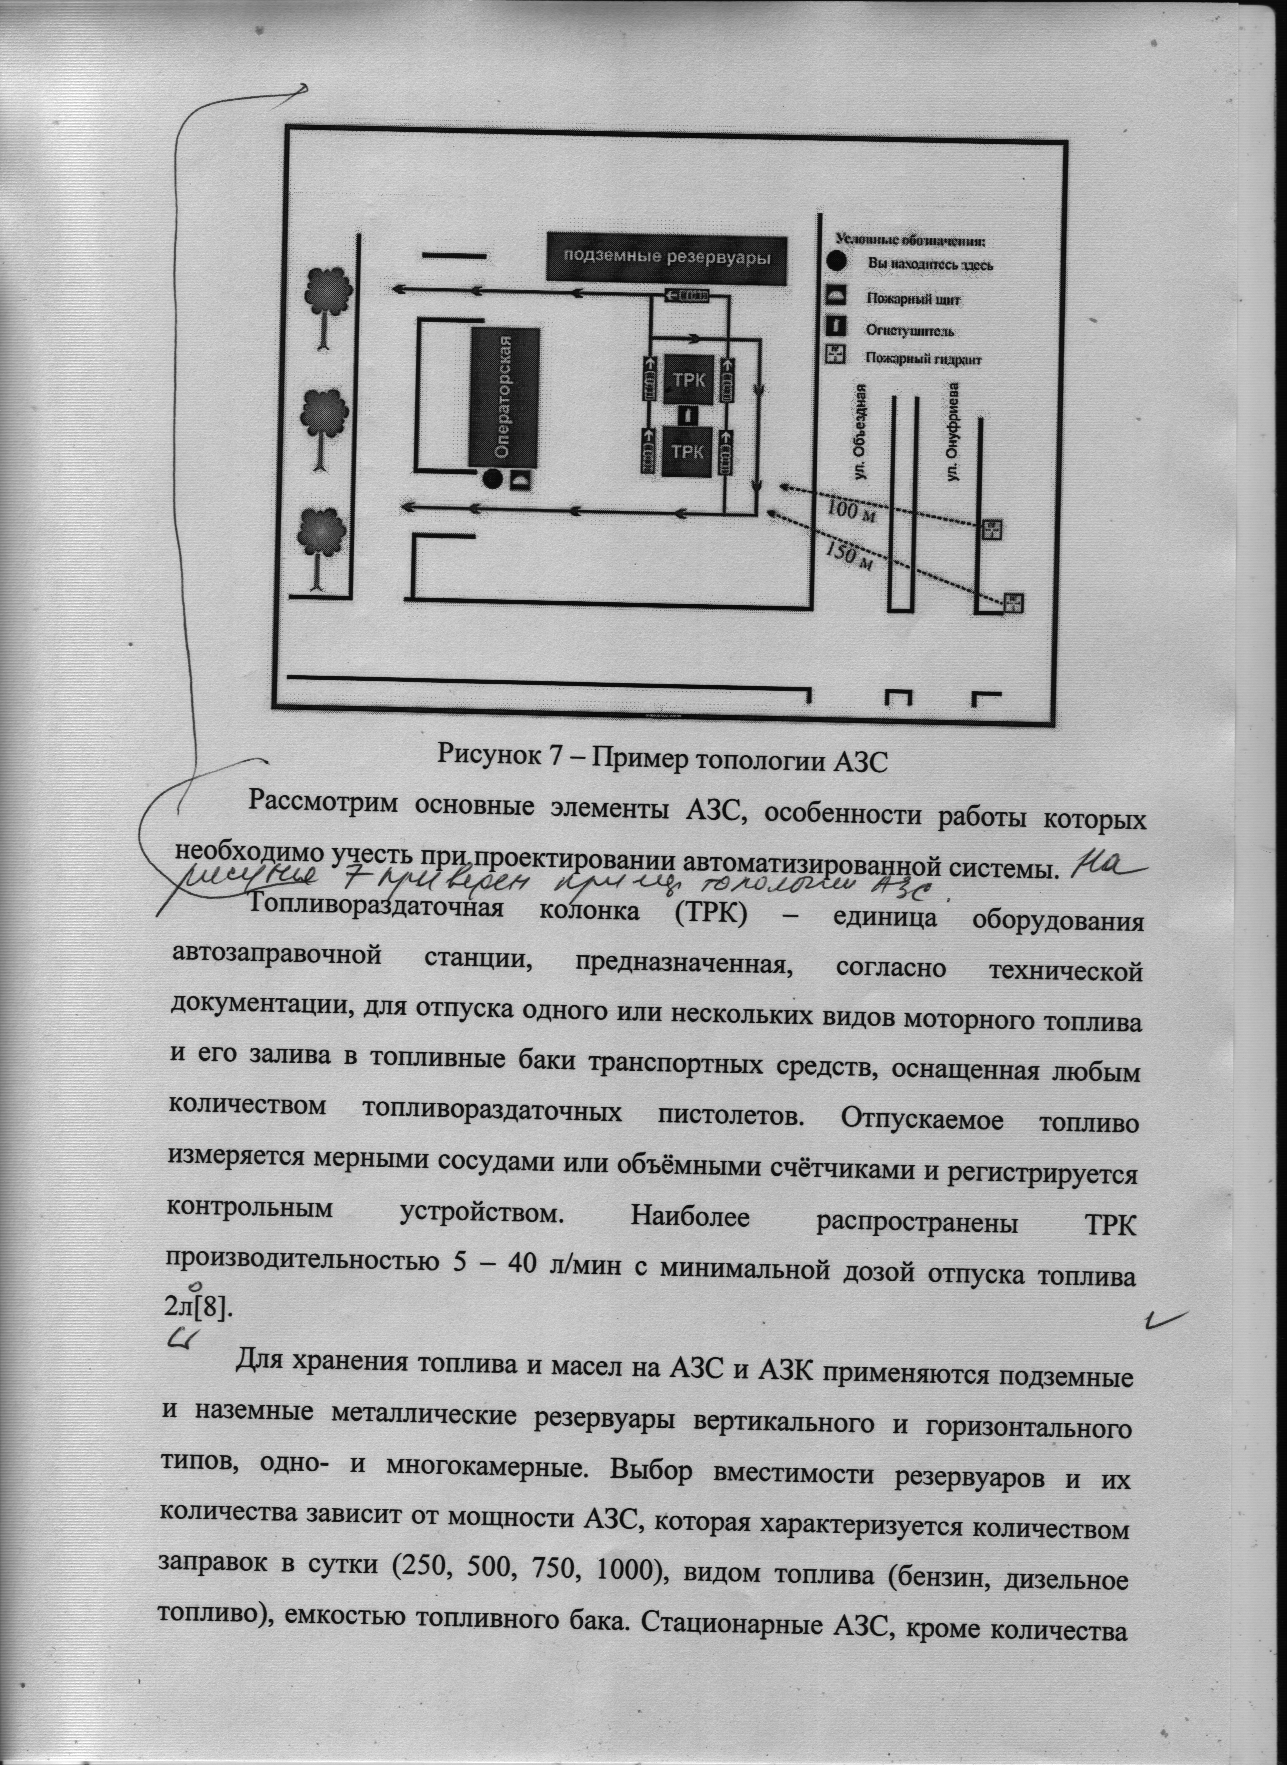 подземные резервуары
Условные обозначения:
Вы находитесь здесь
Пожарный щит
Огнетушитель
Пожарный гидрант
Операторская
ТРК
ТРК
ул. Объездная
ул. Онуфриева
100 м
150 м
Рисунок 7 – Пример топологии АЗС
Рассмотрим основные элементы АЗС, особенности работы которых
необходимо учесть при проектировании автоматизированной системы. На
рисунке 7 приведен пример топологии АЗС.
Топливораздаточная колонка (ТРК) – единица оборудования
автозаправочной станции, предназначенная, согласно технической
документации, для отпуска одного или нескольких видов моторного топлива
и его залива в топливные баки транспортных средств, оснащенная любым
количеством топливораздаточных пистолетов. Отпускаемое топливо
измеряется мерными сосудами или объёмными счётчиками и регистрируется
контрольным устройством. Наиболее распространены ТРК
производительностью 5 – 40 л/мин с минимальной дозой отпуска топлива
2л[8].
Для хранения топлива и масел на АЗС и АЗК применяются подземные
и наземные металлические резервуары вертикального и горизонтального
типов, одно- и многокамерные. Выбор вместимости резервуаров и их
количества зависит от мощности АЗС, которая характеризуется количеством
заправок в сутки (250, 500, 750, 1000), видом топлива (бензин, дизельное
топливо), емкостью топливного бака. Стационарные АЗС, кроме количества